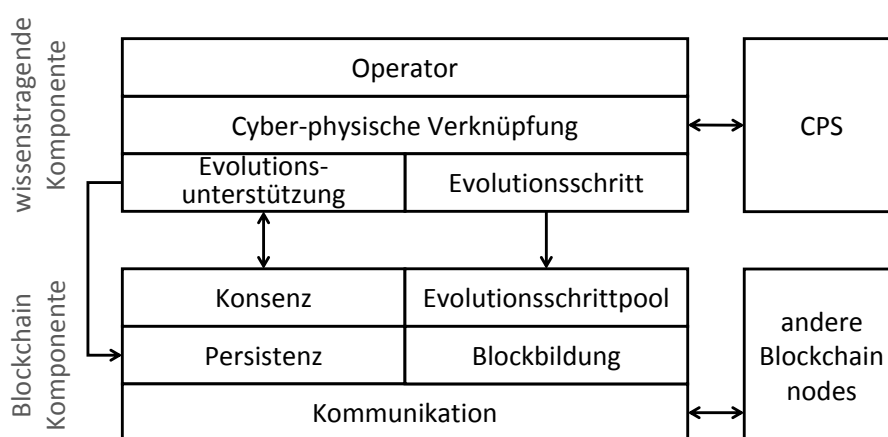 wissenstragende
Komponente
Operator
Cyber-physische Verknüpfung
CPS
Evolutions-
unterstützung
Evolutionsschritt
Blockchain
Komponente
Konsenz
Evolutionsschrittpool
Persistenz
Blockbildung
Kommunikation
andere
Blockchain
nodes